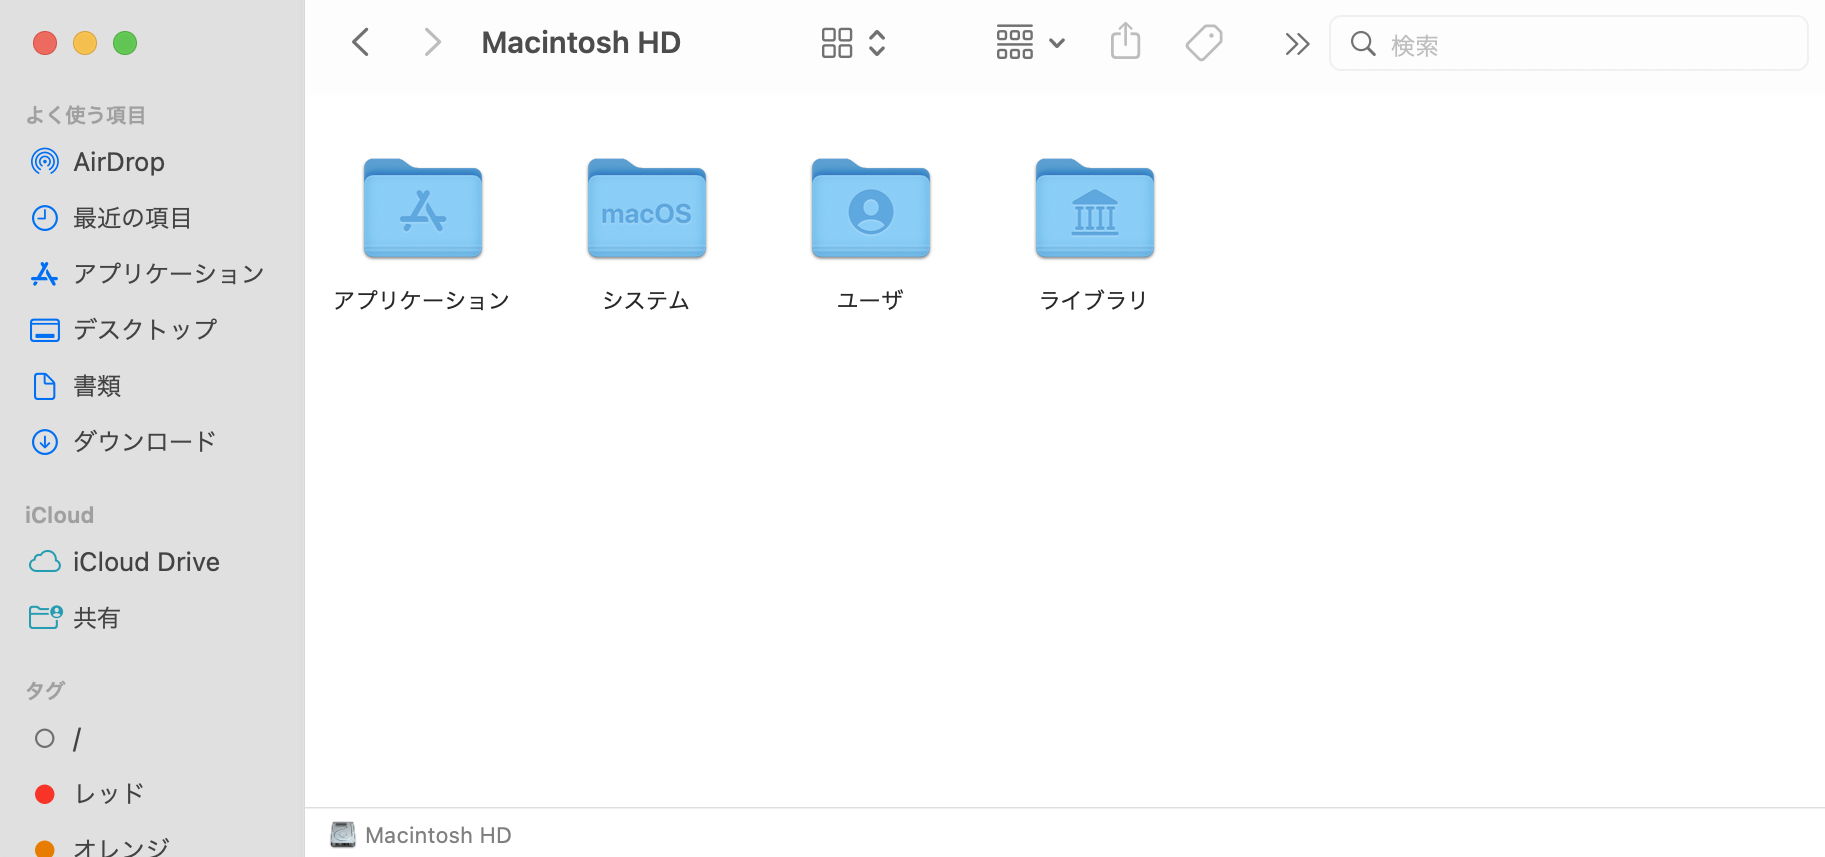 Macintosh HD
検索
よく使う項目
AirDrop
最近の項目
アプリケーション
デスクトップ
書類
ダウンロード
iCloud
iCloud Drive
共有
タグ
/
レッド
オレンジ
macOS
アプリケーション
システム
ユーザ
ライブラリ
Macintosh HD